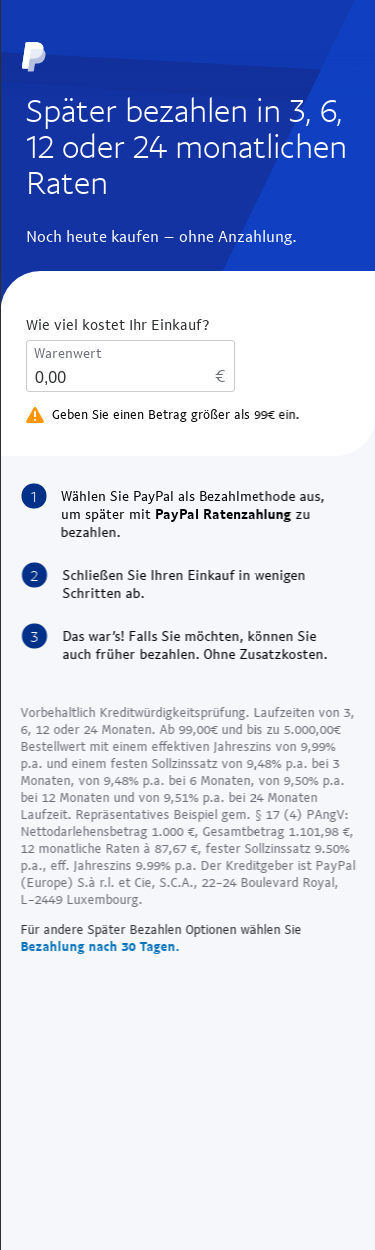 Später bezahlen in 3, 6,
12 oder 24 monatlichen
Raten
Noch heute kaufen – ohne Anzahlung.
Wie viel kostet Ihr Einkauf?
Warenwert
0,00 €
Geben Sie einen Betrag größer als 99€ ein.
1 Wählen Sie PayPal als Bezahlmethode aus,
um später mit PayPal Ratenzahlung zu
bezahlen.
2 Schließen Sie Ihren Einkauf in wenigen
Schritten ab.
3 Das war's! Falls Sie möchten, können Sie
auch früher bezahlen. Ohne Zusatzkosten.
Vorbehaltlich Kreditwürdigkeitsprüfung. Laufzeiten von 3,
6, 12 oder 24 Monaten. Ab 99,00€ und bis zu 5.000,00€
Bestellwert mit einem effektiven Jahreszins von 9,99%
p.a. und einem festen Sollzinssatz von 9,48% p.a. bei 3
Monaten, von 9,48% p.a. bei 6 Monaten, von 9,50% p.a.
bei 12 Monaten und von 9,51% p.a. bei 24 Monaten
Laufzeit. Repräsentatives Beispiel gem. § 17 (4) PAngV:
Nettodarlehensbetrag 1.000 €, Gesamtbetrag 1.101,98 €,
12 monatliche Raten à 87,67 €, fester Sollzinssatz 9.50%
p.a., eff. Jahreszins 9.99% p.a. Der Kreditgeber ist PayPal
(Europe) S.à r.l. et Cie, S.C.A., 22-24 Boulevard Royal,
L-2449 Luxembourg.
Für andere Später Bezahlen Optionen wählen Sie
Bezahlung nach 30 Tagen.